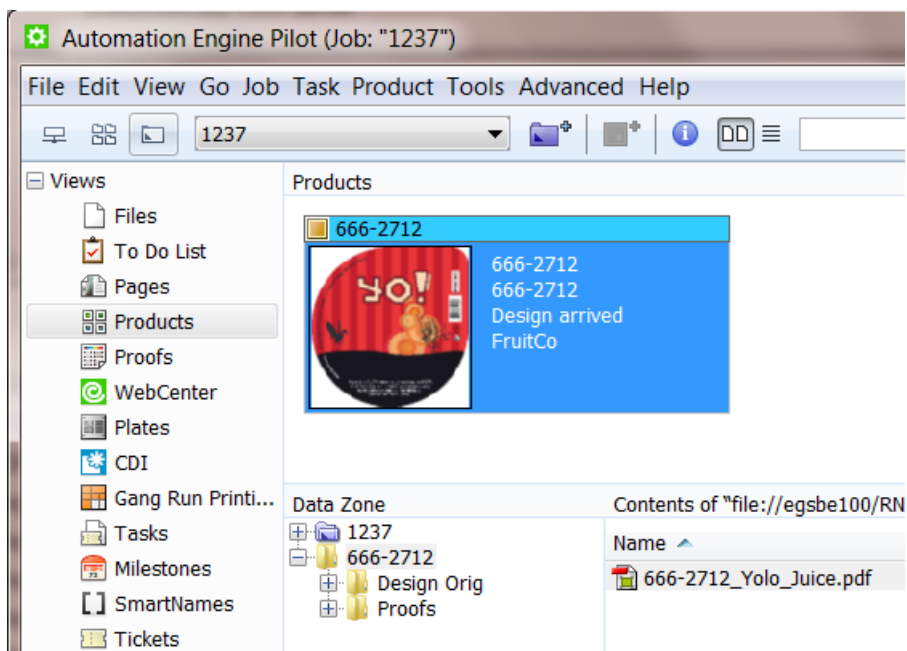 Automation Engine Pilot (Job: "1237")
File Edit View Go Job Task Product Tools Advanced Help
1237
Views
Files
To Do List
Pages
Products
Proofs
WebCenter
Plates
CDI
Gang Run Printi...
Tasks
Milestones
SmartNames
Tickets
Products
666-2712
YO!
666-2712
666-2712
Design arrived
FruitCo
Data Zone
1237
666-2712
Design Orig
Proofs
Contents of "file://egsbe100/RN
Name
666-2712_Yolo_Juice.pdf